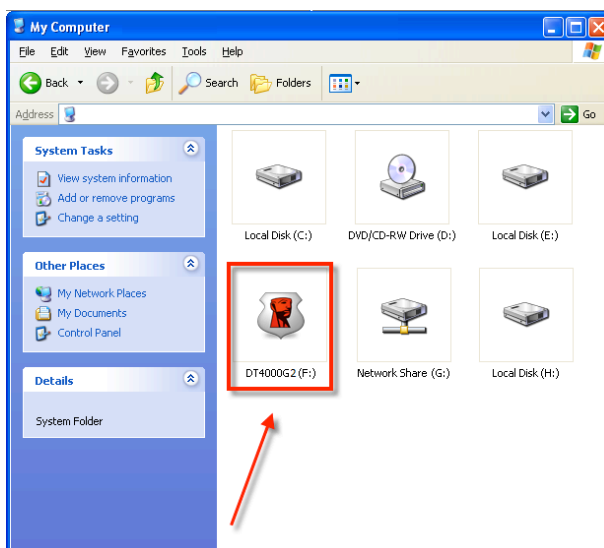 My Computer
File Edit View Favorites Tools Help
Back Search Folders
Address Go
System Tasks
View system information
Add or remove programs
Change a setting
Other Places
My Network Places
My Documents
Control Panel
Details
System Folder
Local Disk (C:) DVD/CD-RW Drive (D:) Local Disk (E:)
DT4000G2 (F:) Network Share (G:) Local Disk (H:)